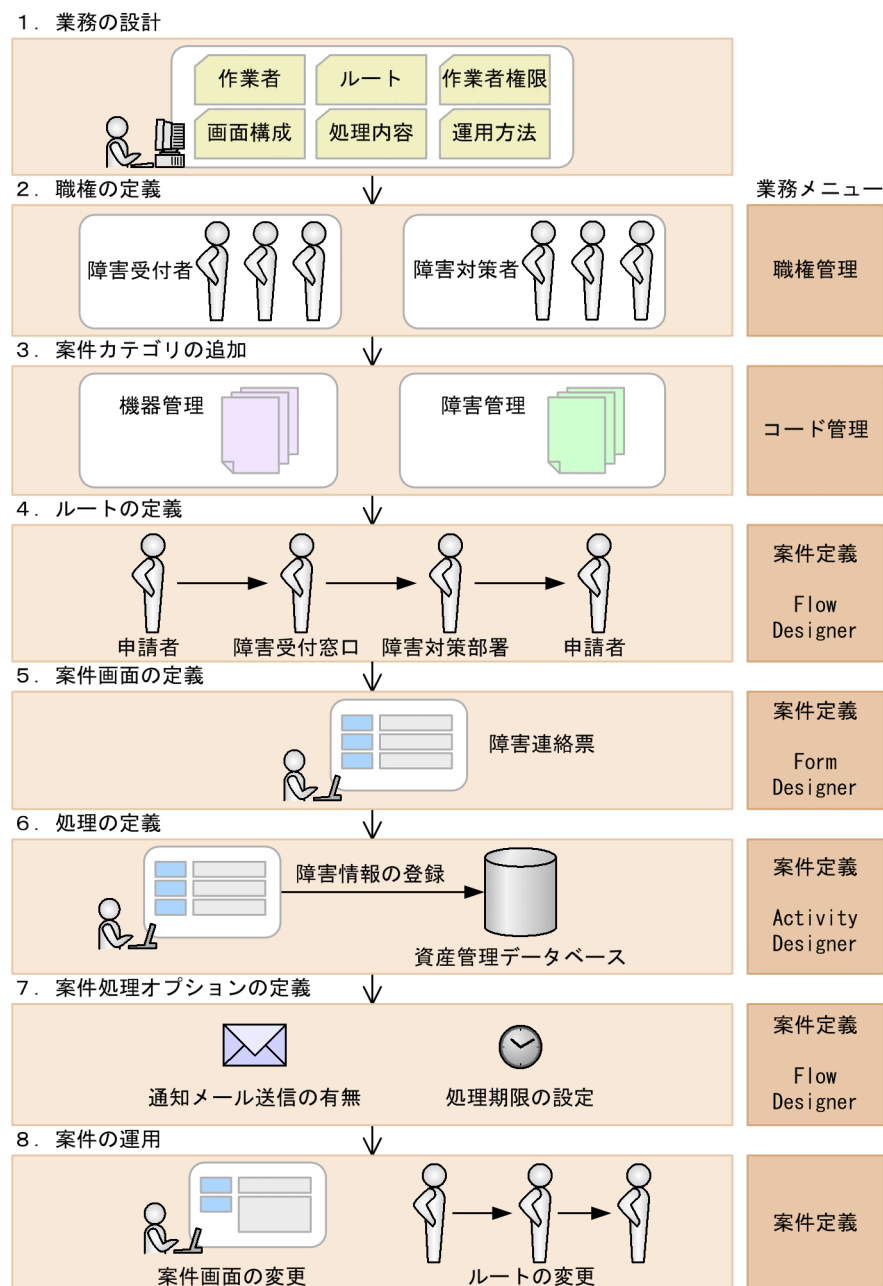 １．業務の設計
作業者
ルート
作業者権限
画面構成
処理内容
運用方法
２．職権の定義
業務メニュー
障害受付者
障害対策者
職権管理
３．案件カテゴリの追加
機器管理
障害管理
コード管理
４．ルートの定義
申請者
障害受付窓口
障害対策部署
申請者
案件定義
Flow
Designer
５．案件画面の定義
障害連絡票
案件定義
Form
Designer
６．処理の定義
障害情報の登録
資産管理データベース
案件定義
Activity
Designer
７．案件処理オプションの定義
通知メール送信の有無
処理期限の設定
案件定義
Flow
Designer
８．案件の運用
案件画面の変更
ルートの変更
案件定義